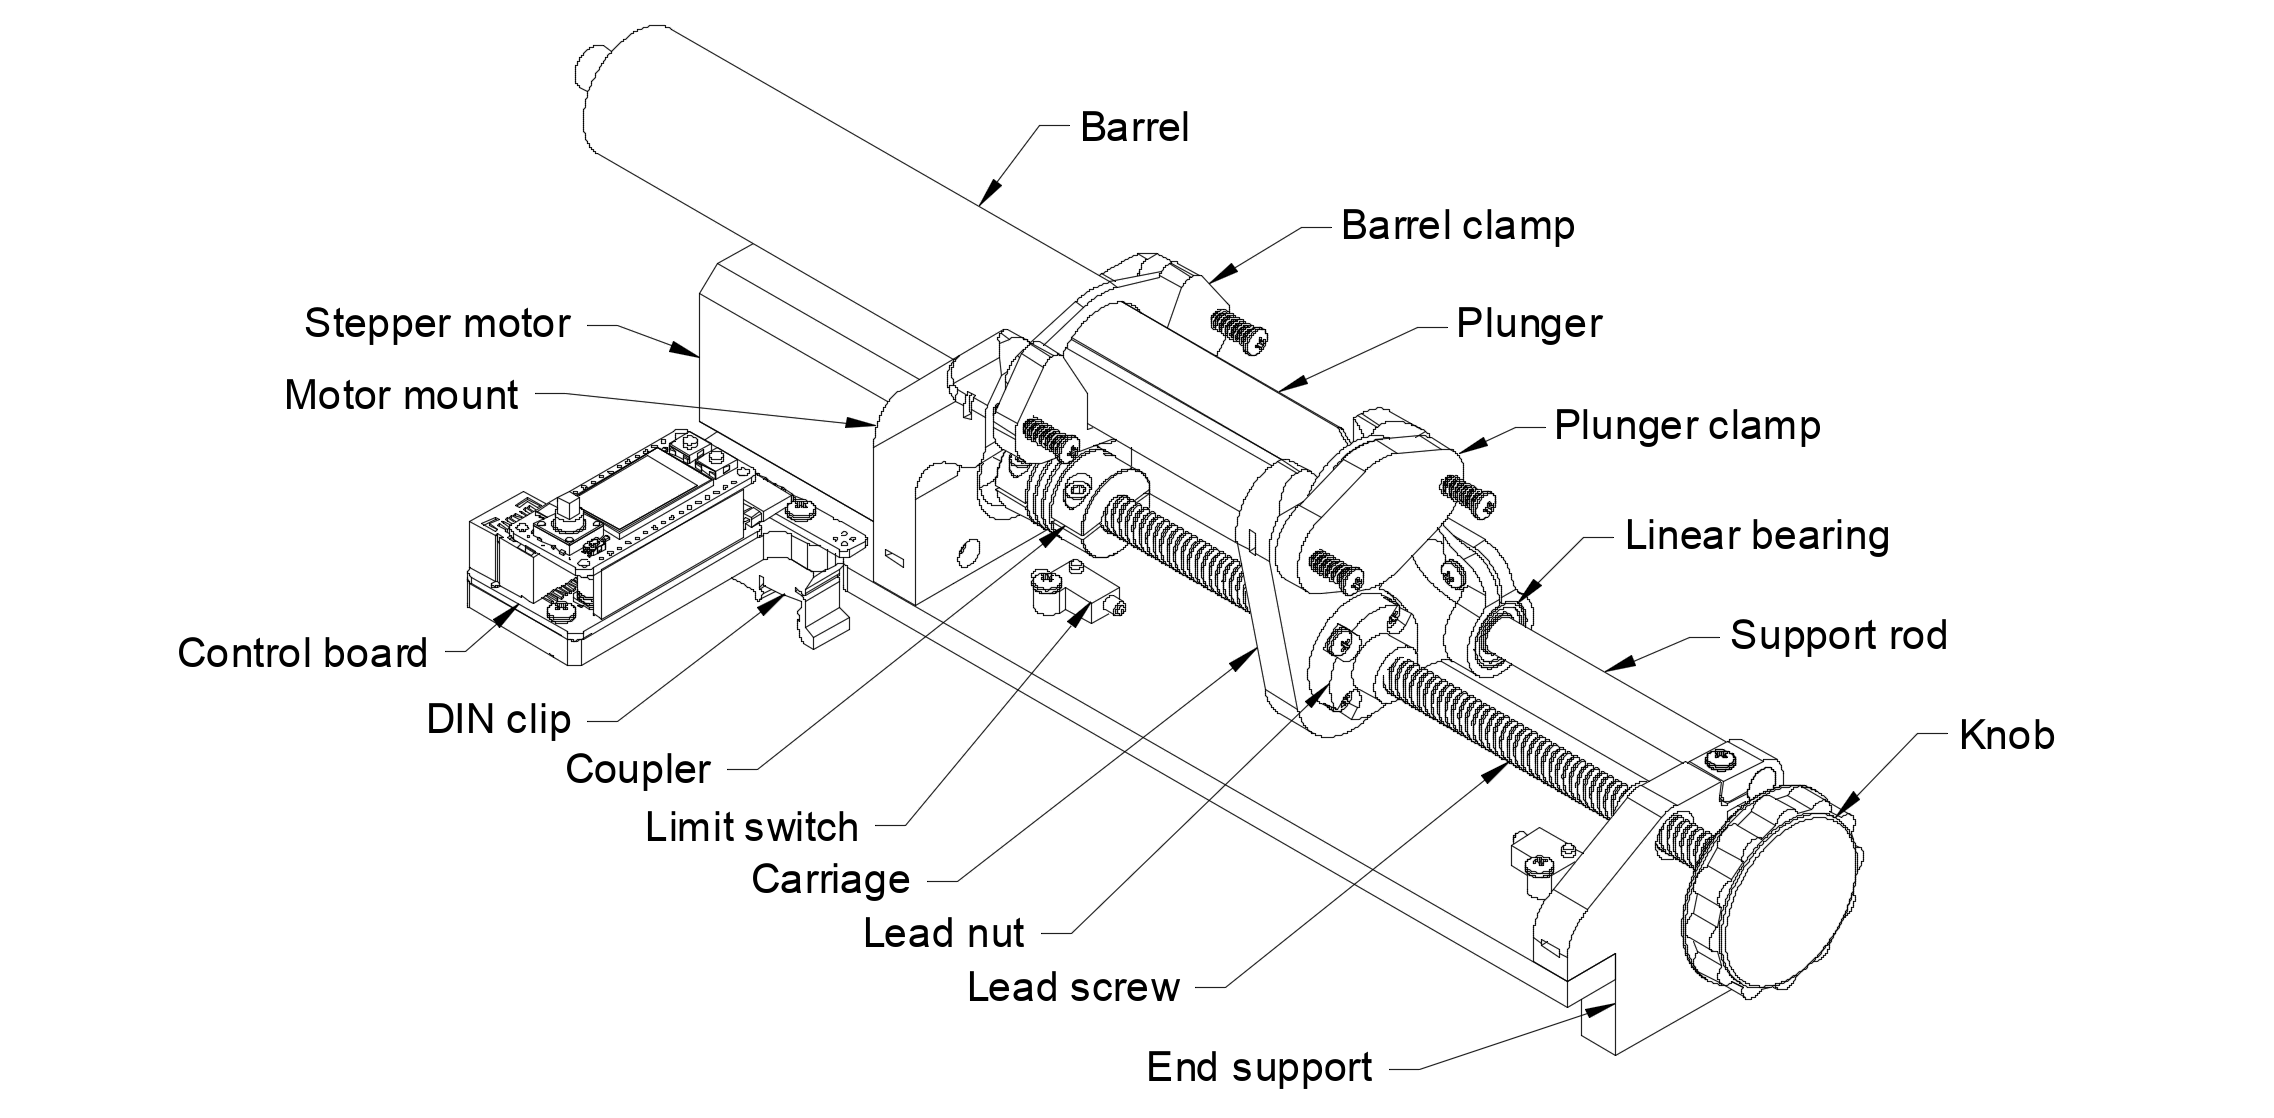 Barrel
Barrel clamp
Stepper motor
Plunger
Motor mount
Plunger clamp
Linear bearing
Support rod
Control board
DIN clip
Knob
Coupler
Limit switch
Carriage
Lead nut
Lead screw
End support